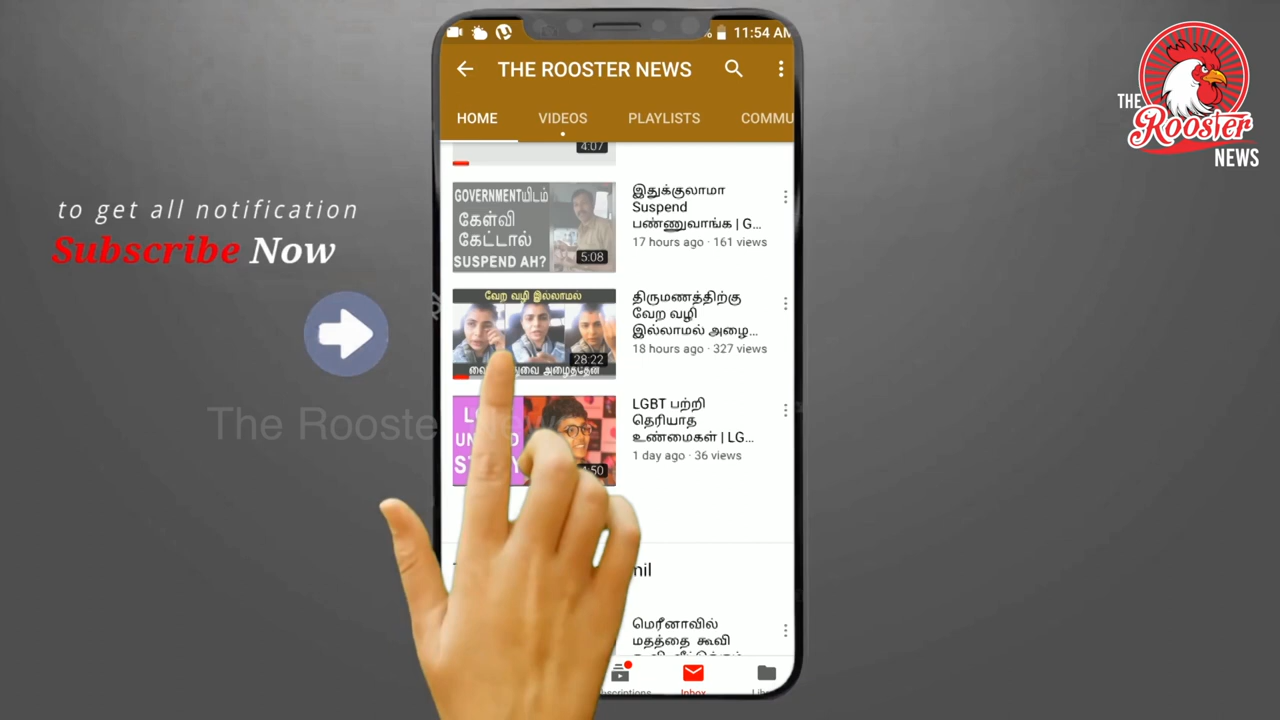 11:54 AM
THE ROOSTER NEWS
HOME
VIDEOS
PLAYLISTS
COMMU
4:07
GOVERNMENTயிடம்
கேள்வி
கேட்டால்
SUSPEND AH?
5:08
இதுக்குலாமா
Suspend
பண்ணுவாங்க | G...
17 hours ago · 161 views
வேற வழி இல்லாமல்
28:22
அழைத்தேன்
திருமணத்திற்கு
வேற வழி
இல்லாமல் அழை...
18 hours ago · 327 views
LGBT பற்றி
தெரியாத
உண்மைகள் | LG...
1 day ago · 36 views
மெரீனாவில்
மதத்தை கூவி
Inbox
to get all notification
Subscribe Now
The Rooster News
THE
Rooster
NEWS